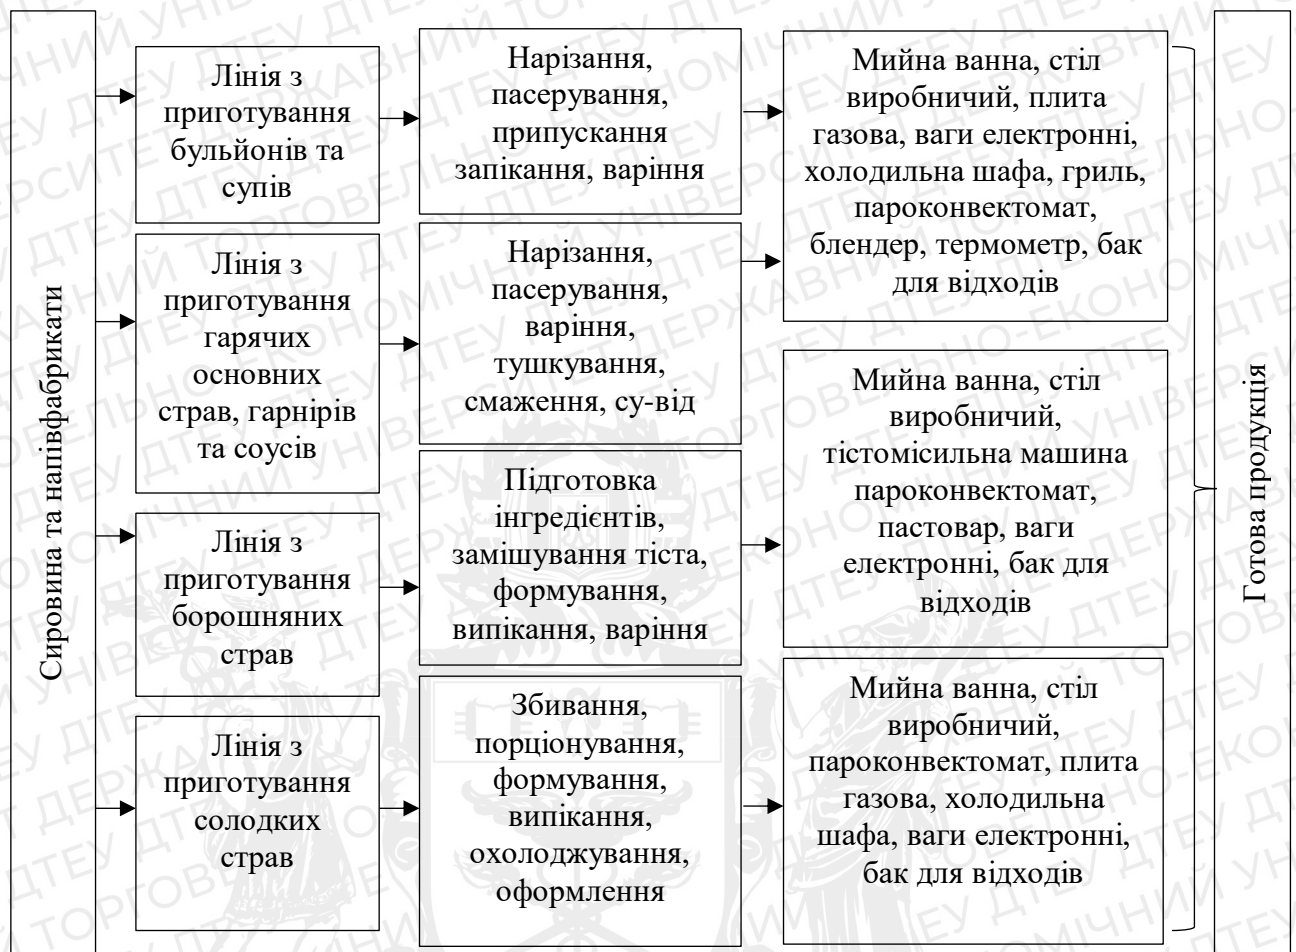 Сировина та напівфабрикати
Лінія з
приготування
бульйонів та
супів
Нарізання,
пасерування,
припускання
запікання, варіння
Мийна ванна, стіл
виробничий, плита
газова, ваги електронні,
холодильна шафа, гриль,
пароконвектомат,
блендер, термометр, бак
для відходів
Лінія з
приготування
гарячих
основних
страв, гарнірів
та соусів
Нарізання,
пасерування,
варіння,
тушкування,
смаження, су-від
Лінія з
приготування
борошняних
страв
Підготовка
інгредієнтів,
замішування тіста,
формування,
випікання, варіння
Мийна ванна, стіл
виробничий,
тістомісильна машина
пароконвектомат,
пастовар, ваги
електронні, бак для
відходів
Лінія з
приготування
солодких
страв
Збивання,
порціонування,
формування,
випікання,
охолоджування,
оформлення
Мийна ванна, стіл
виробничий,
пароконвектомат, плита
газова, холодильна
шафа, ваги електронні,
бак для відходів
Готова продукція